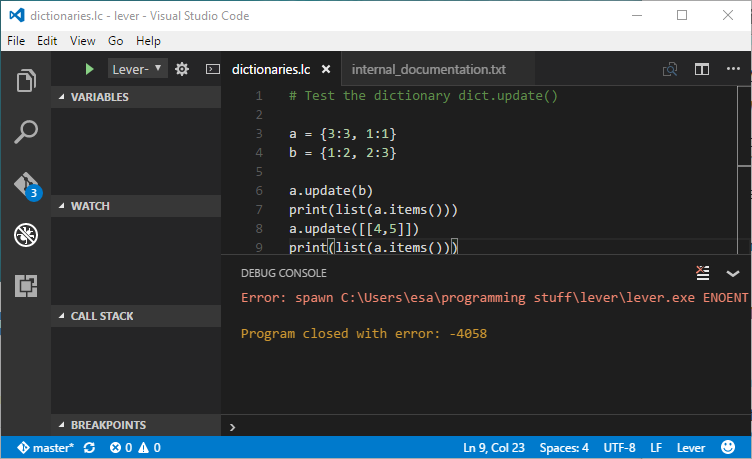 dictionaries.lc - lever - Visual Studio Code
File Edit View Go Help
Lever-
dictionaries.lc internal_documentation.txt
VARIABLES
WATCH
3
CALL STACK
BREAKPOINTS
1 # Test the dictionary dict.update()
2
3 a = {3:3, 1:1}
4 b = {1:2, 2:3}
5
6 a.update(b)
7 print(list(a.items()))
8 a.update([[4,5]])
9 print(list(a.items()))
DEBUG CONSOLE
Error: spawn C:\Users\esa\programming stuff\lever\lever.exe ENOENT
Program closed with error: -4058
master* 0 0 Ln 9, Col 23 Spaces: 4 UTF-8 LF Lever